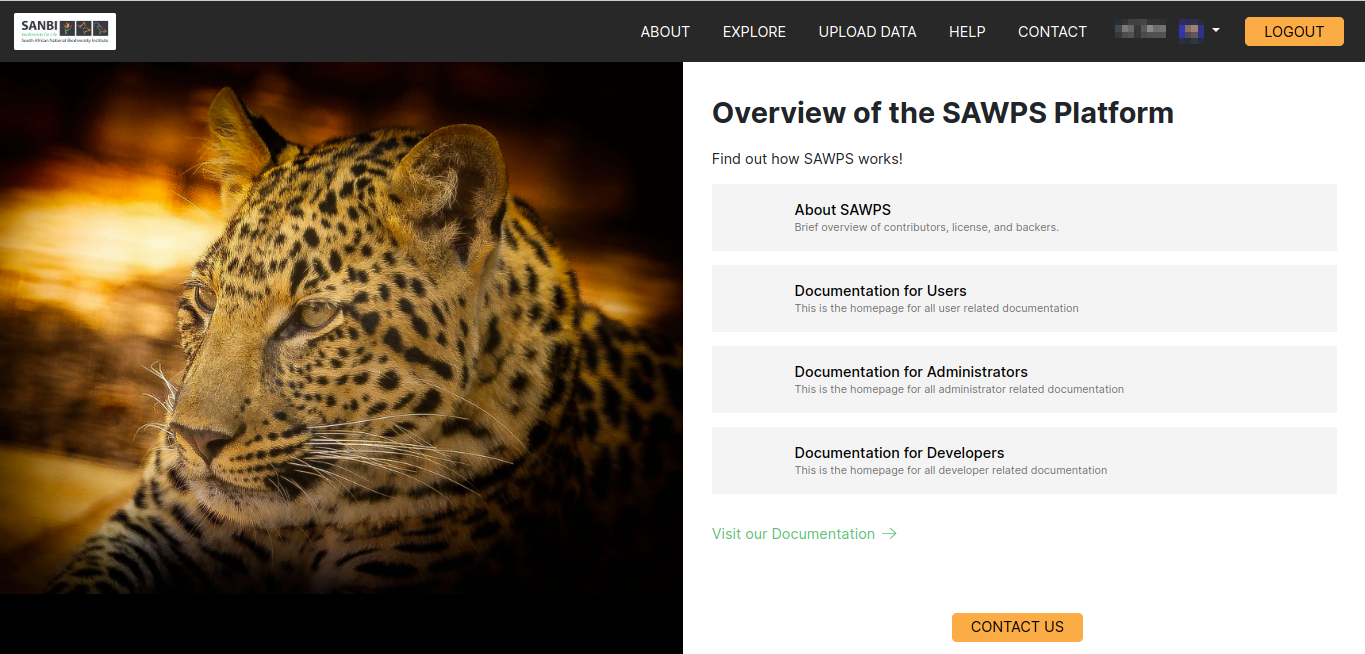 SANBI
Biodiversity for Life
South African National Biodiversity Institute
ABOUT
EXPLORE
UPLOAD DATA
HELP
CONTACT
LOGOUT
Overview of the SAWPS Platform
Find out how SAWPS works!
About SAWPS
Brief overview of contributors, license, and backers.
Documentation for Users
This is the homepage for all user related documentation
Documentation for Administrators
This is the homepage for all administrator related documentation
Documentation for Developers
This is the homepage for all developer related documentation
Visit our Documentation →
CONTACT US